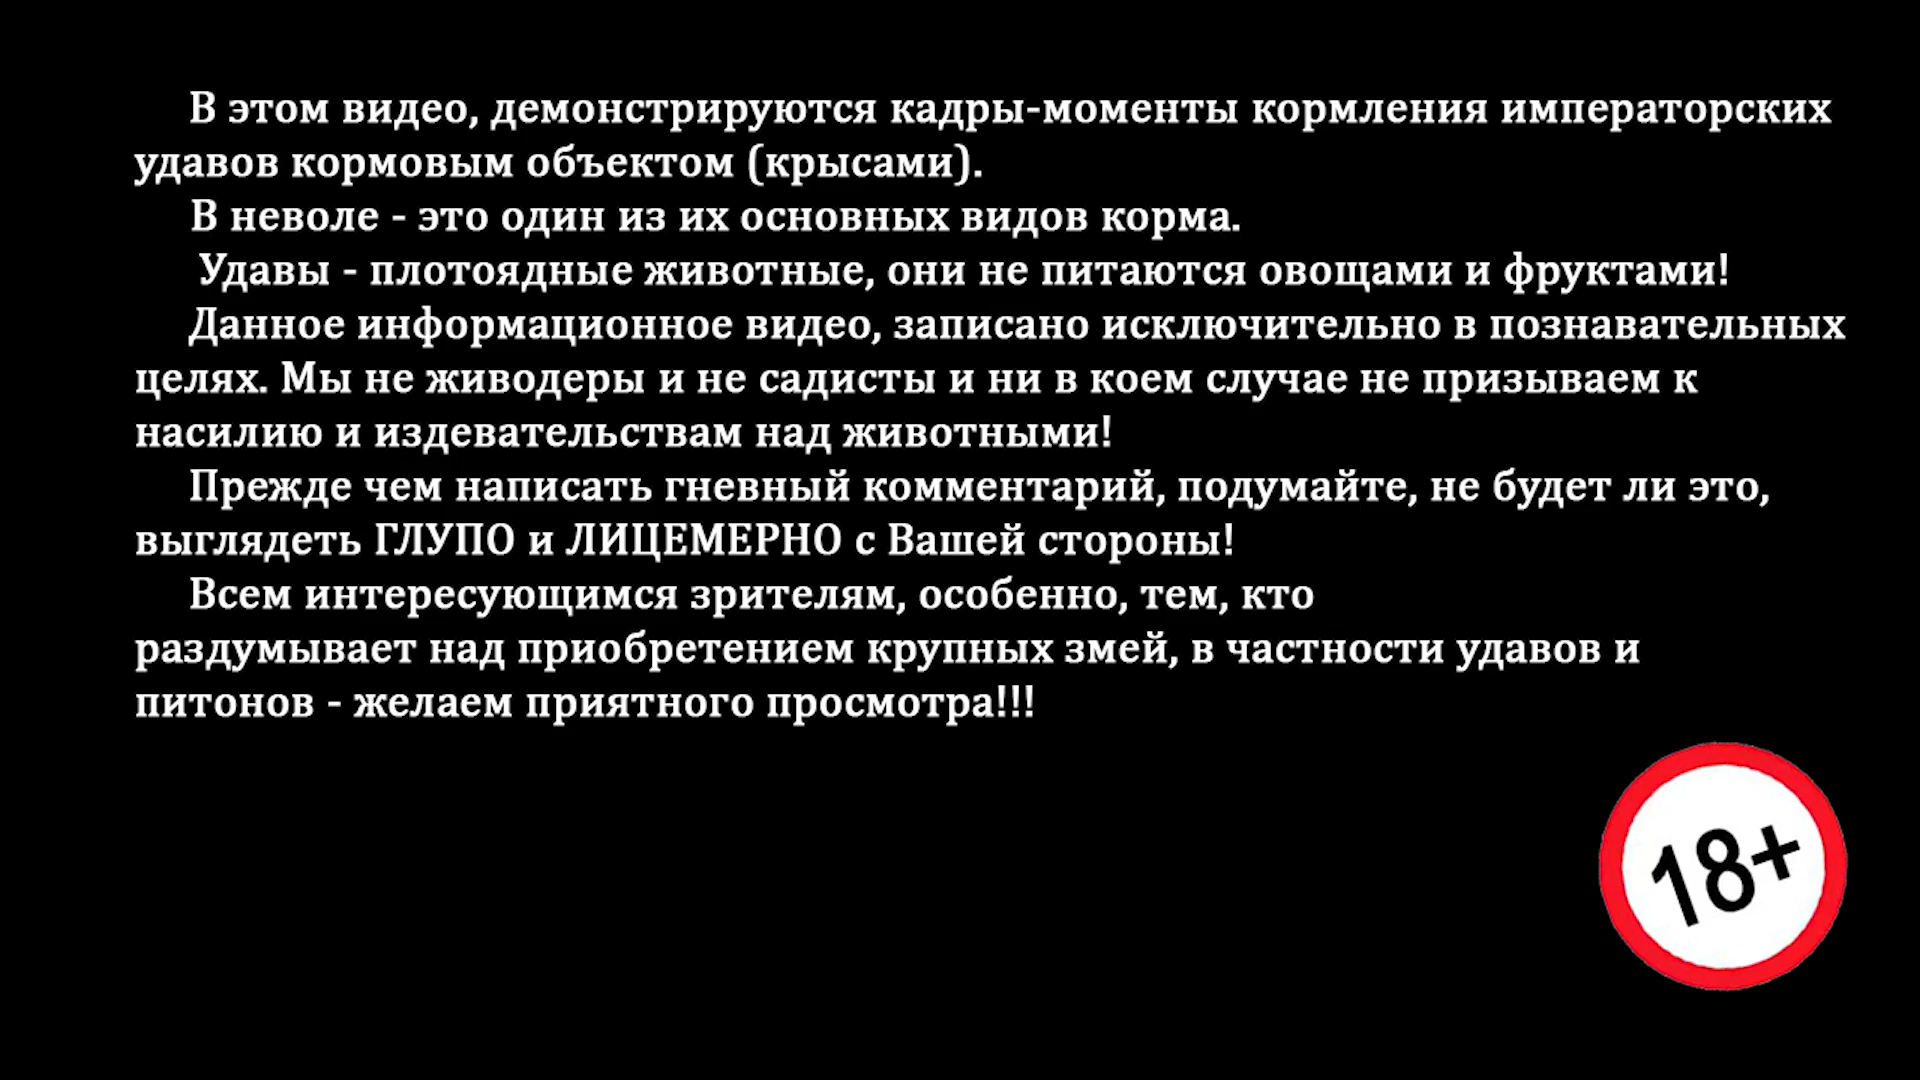 В этом видео, демонстрируются кадры-моменты кормления императорских
удавов кормовым объектом (крысами).
В неволе - это один из их основных видов корма.
Удавы - плотоядные животные, они не питаются овощами и фруктами!
Данное информационное видео, записано исключительно в познавательных
целях. Мы не живодеры и не садисты и ни в коем случае не призываем к
насилию и издевательствам над животными!
Прежде чем написать гневный комментарий, подумайте, не будет ли это,
выглядеть ГЛУПО и ЛИЦЕМЕРНО с Вашей стороны!
Всем интересующимся зрителям, особенно, тем, кто
раздумывает над приобретением крупных змей, в частности удавов и
питонов - желаем приятного просмотра!!!
18+